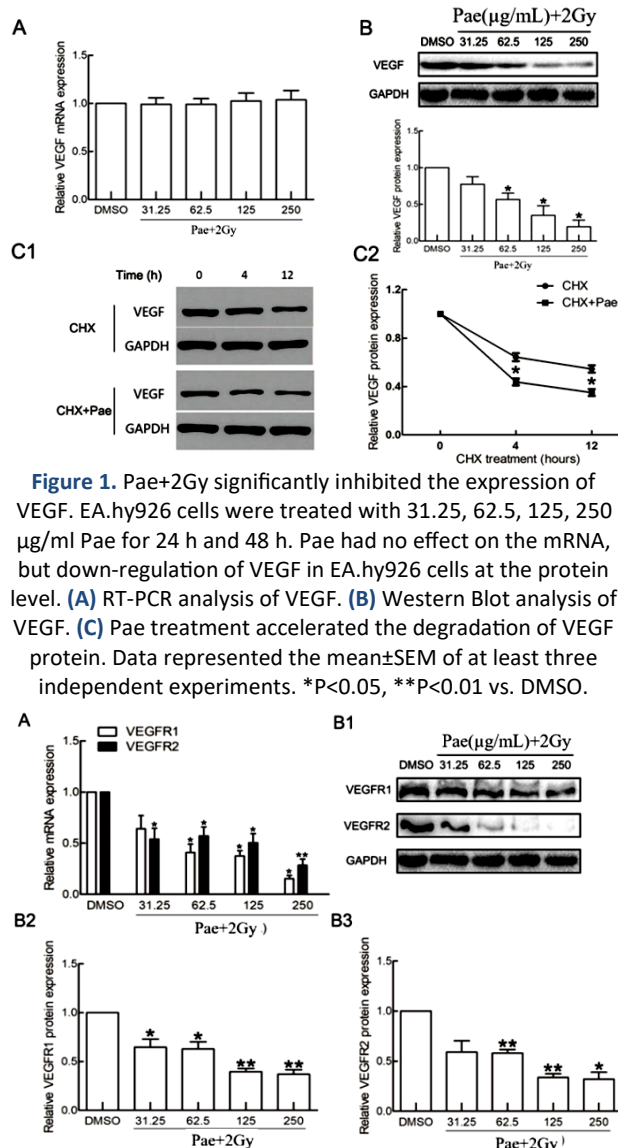 A
Relative VEGF mRNA expression
1.5
1.0
0.5
0.0
DMSO 31.25 62.5 125 250
Pae+2Gy
B
Pae(μg/mL)+2Gy
DMSO 31.25 62.5 125 250
VEGF
GAPDH
Relative VEGF protein expression
1.5
1.0
0.5
0.0
* * *
DMSO 31.25 62.5 125 250
Pae+2Gy
C1
Time (h) 0 4 12
CHX
VEGF
GAPDH
CHX+Pae
VEGF
GAPDH
C2
Relative VEGF protein expression
1.2
0.8
0.4
0.0
CHX
CHX+Pae
* *
0 4 12
CHX treatment (hours)
Figure 1. Pae+2Gy significantly inhibited the expression of
VEGF. EA.hy926 cells were treated with 31.25, 62.5, 125, 250
μg/ml Pae for 24 h and 48 h. Pae had no effect on the mRNA,
but down-regulation of VEGF in EA.hy926 cells at the protein
level. (A) RT-PCR analysis of VEGF. (B) Western Blot analysis of
VEGF. (C) Pae treatment accelerated the degradation of VEGF
protein. Data represented the mean±SEM of at least three
independent experiments. *P<0.05, **P<0.01 vs. DMSO.
A
Relative mRNA expression
1.5
1.0
0.5
0.0
VEGFR1
VEGFR2
* * * * * * **
DMSO 31.25 62.5 125 250
Pae+2Gy )
B1
Pae(μg/mL)+2Gy
DMSO 31.25 62.5 125 250
VEGFR1
VEGFR2
GAPDH
B2
Relative VEGFR1 protein expression
1.5
1.0
0.5
0.0
* * ** **
DMSO 31.25 62.5 125 250
Pae+2Gy
B3
Relative VEGFR2 protein expression
1.5
1.0
0.5
0.0
** ** *
DMSO 31.25 62.5 125 250
Pae+2Gy )